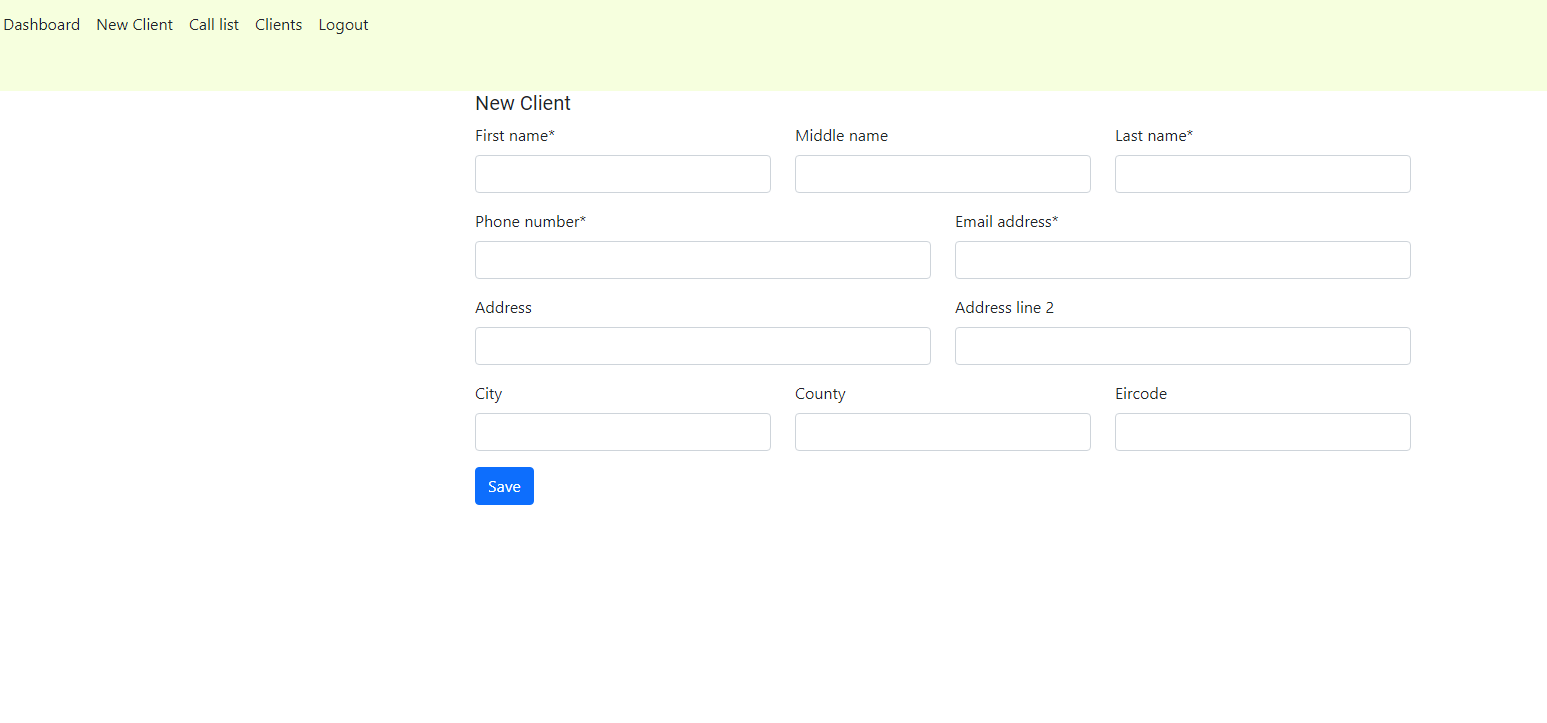 Dashboard New Client Call list Clients Logout
New Client
First name* Middle name Last name*
Phone number* Email address*
Address Address line 2
City County Eircode
Save